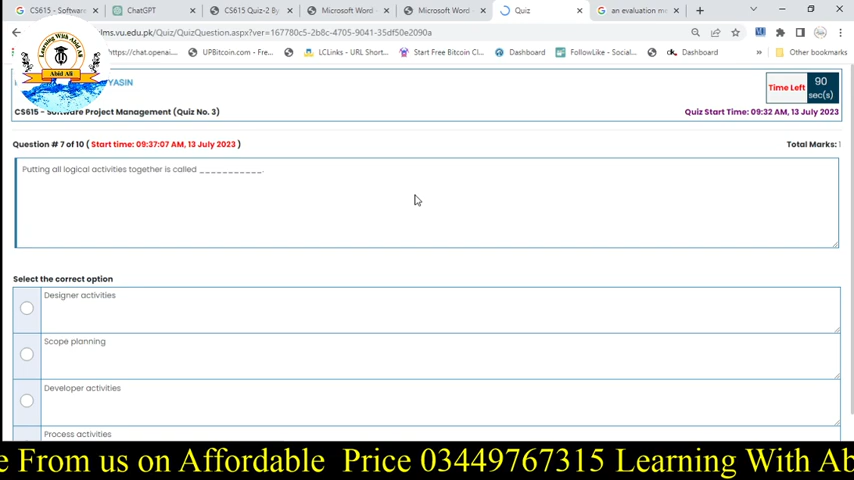 CS615 - Softwar
ChatGPT
CS615 Quiz-2 By
Microsoft Word -
Microsoft Word -
Quiz
an evaluation me
lms.vu.edu.pk/Quiz/QuizQuestion.aspx?ver=167780c5-2b8c-4705-9041-35df50e2090a
https://chat.openai...
UPBitcoin.com - Free...
LCLinks - URL Short...
Start Free Bitcoin Cl...
Dashboard
FollowLike - Social...
Dashboard
Other bookmarks
Learning With Abid Ali
Abid Ali
YASIN
Time Left
90
sec(s)
CS615 - Software Project Management (Quiz No. 3)
Quiz Start Time: 09:32 AM, 13 July 2023
Question # 7 of 10 ( Start time: 09:37:07 AM, 13 July 2023 )
Total Marks: 1
Putting all logical activities together is called ___________.
Select the correct option
Designer activities
Scope planning
Developer activities
Process activities
e From us on Affordable Price 03449767315 Learning With Ab